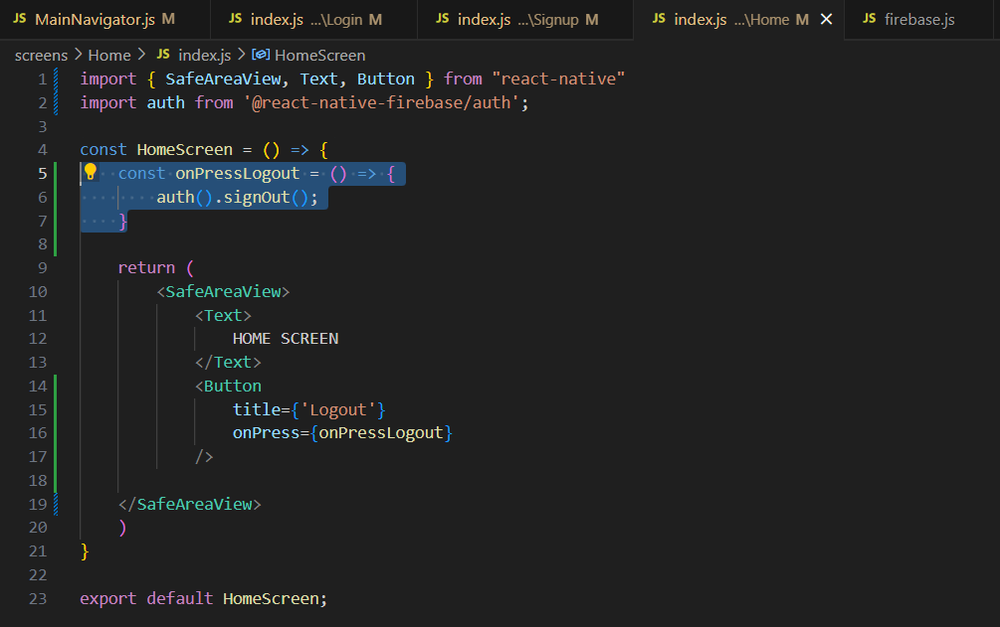 JS MainNavigator.js M JS index.js ...\Login M JS index.js ...\Signup M JS index.js ...\Home M JS firebase.js
screens > Home > JS index.js > HomeScreen
1 import { SafeAreaView, Text, Button } from "react-native"
2 import auth from '@react-native-firebase/auth';
3
4 const HomeScreen = () => {
5     const onPressLogout = () => {
6         auth().signOut();
7     }
8
9     return (
10         <SafeAreaView>
11             <Text>
12                 HOME SCREEN
13             </Text>
14             <Button
15                 title={'Logout'}
16                 onPress={onPressLogout}
17             />
18
19     </SafeAreaView>
20     )
21 }
22
23 export default HomeScreen;